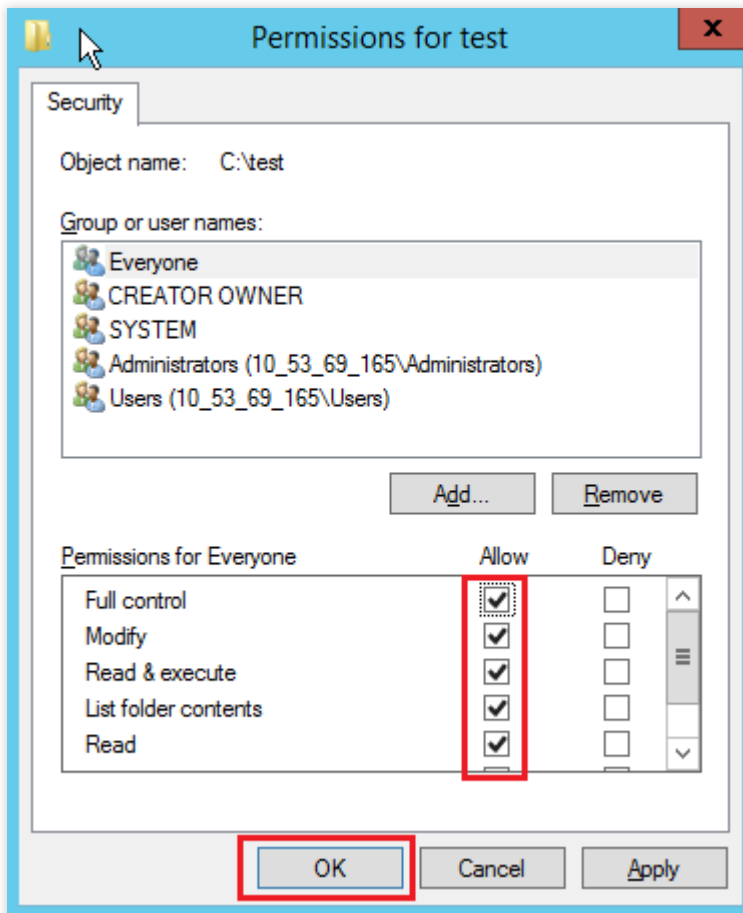 Permissions for test
x
Security
Object name: C:\test
Group or user names:
Everyone
CREATOR OWNER
SYSTEM
Administrators (10_53_69_165\Administrators)
Users (10_53_69_165\Users)
Add... Remove
Permissions for Everyone Allow Deny
Full control
Modify
Read & execute
List folder contents
Read
OK Cancel Apply